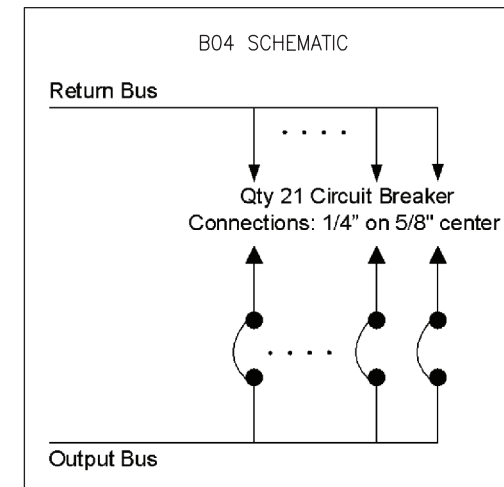 B04 SCHEMATIC
Return Bus
Qty 21 Circuit Breaker
Connections: 1/4” on 5/8" center
Output Bus